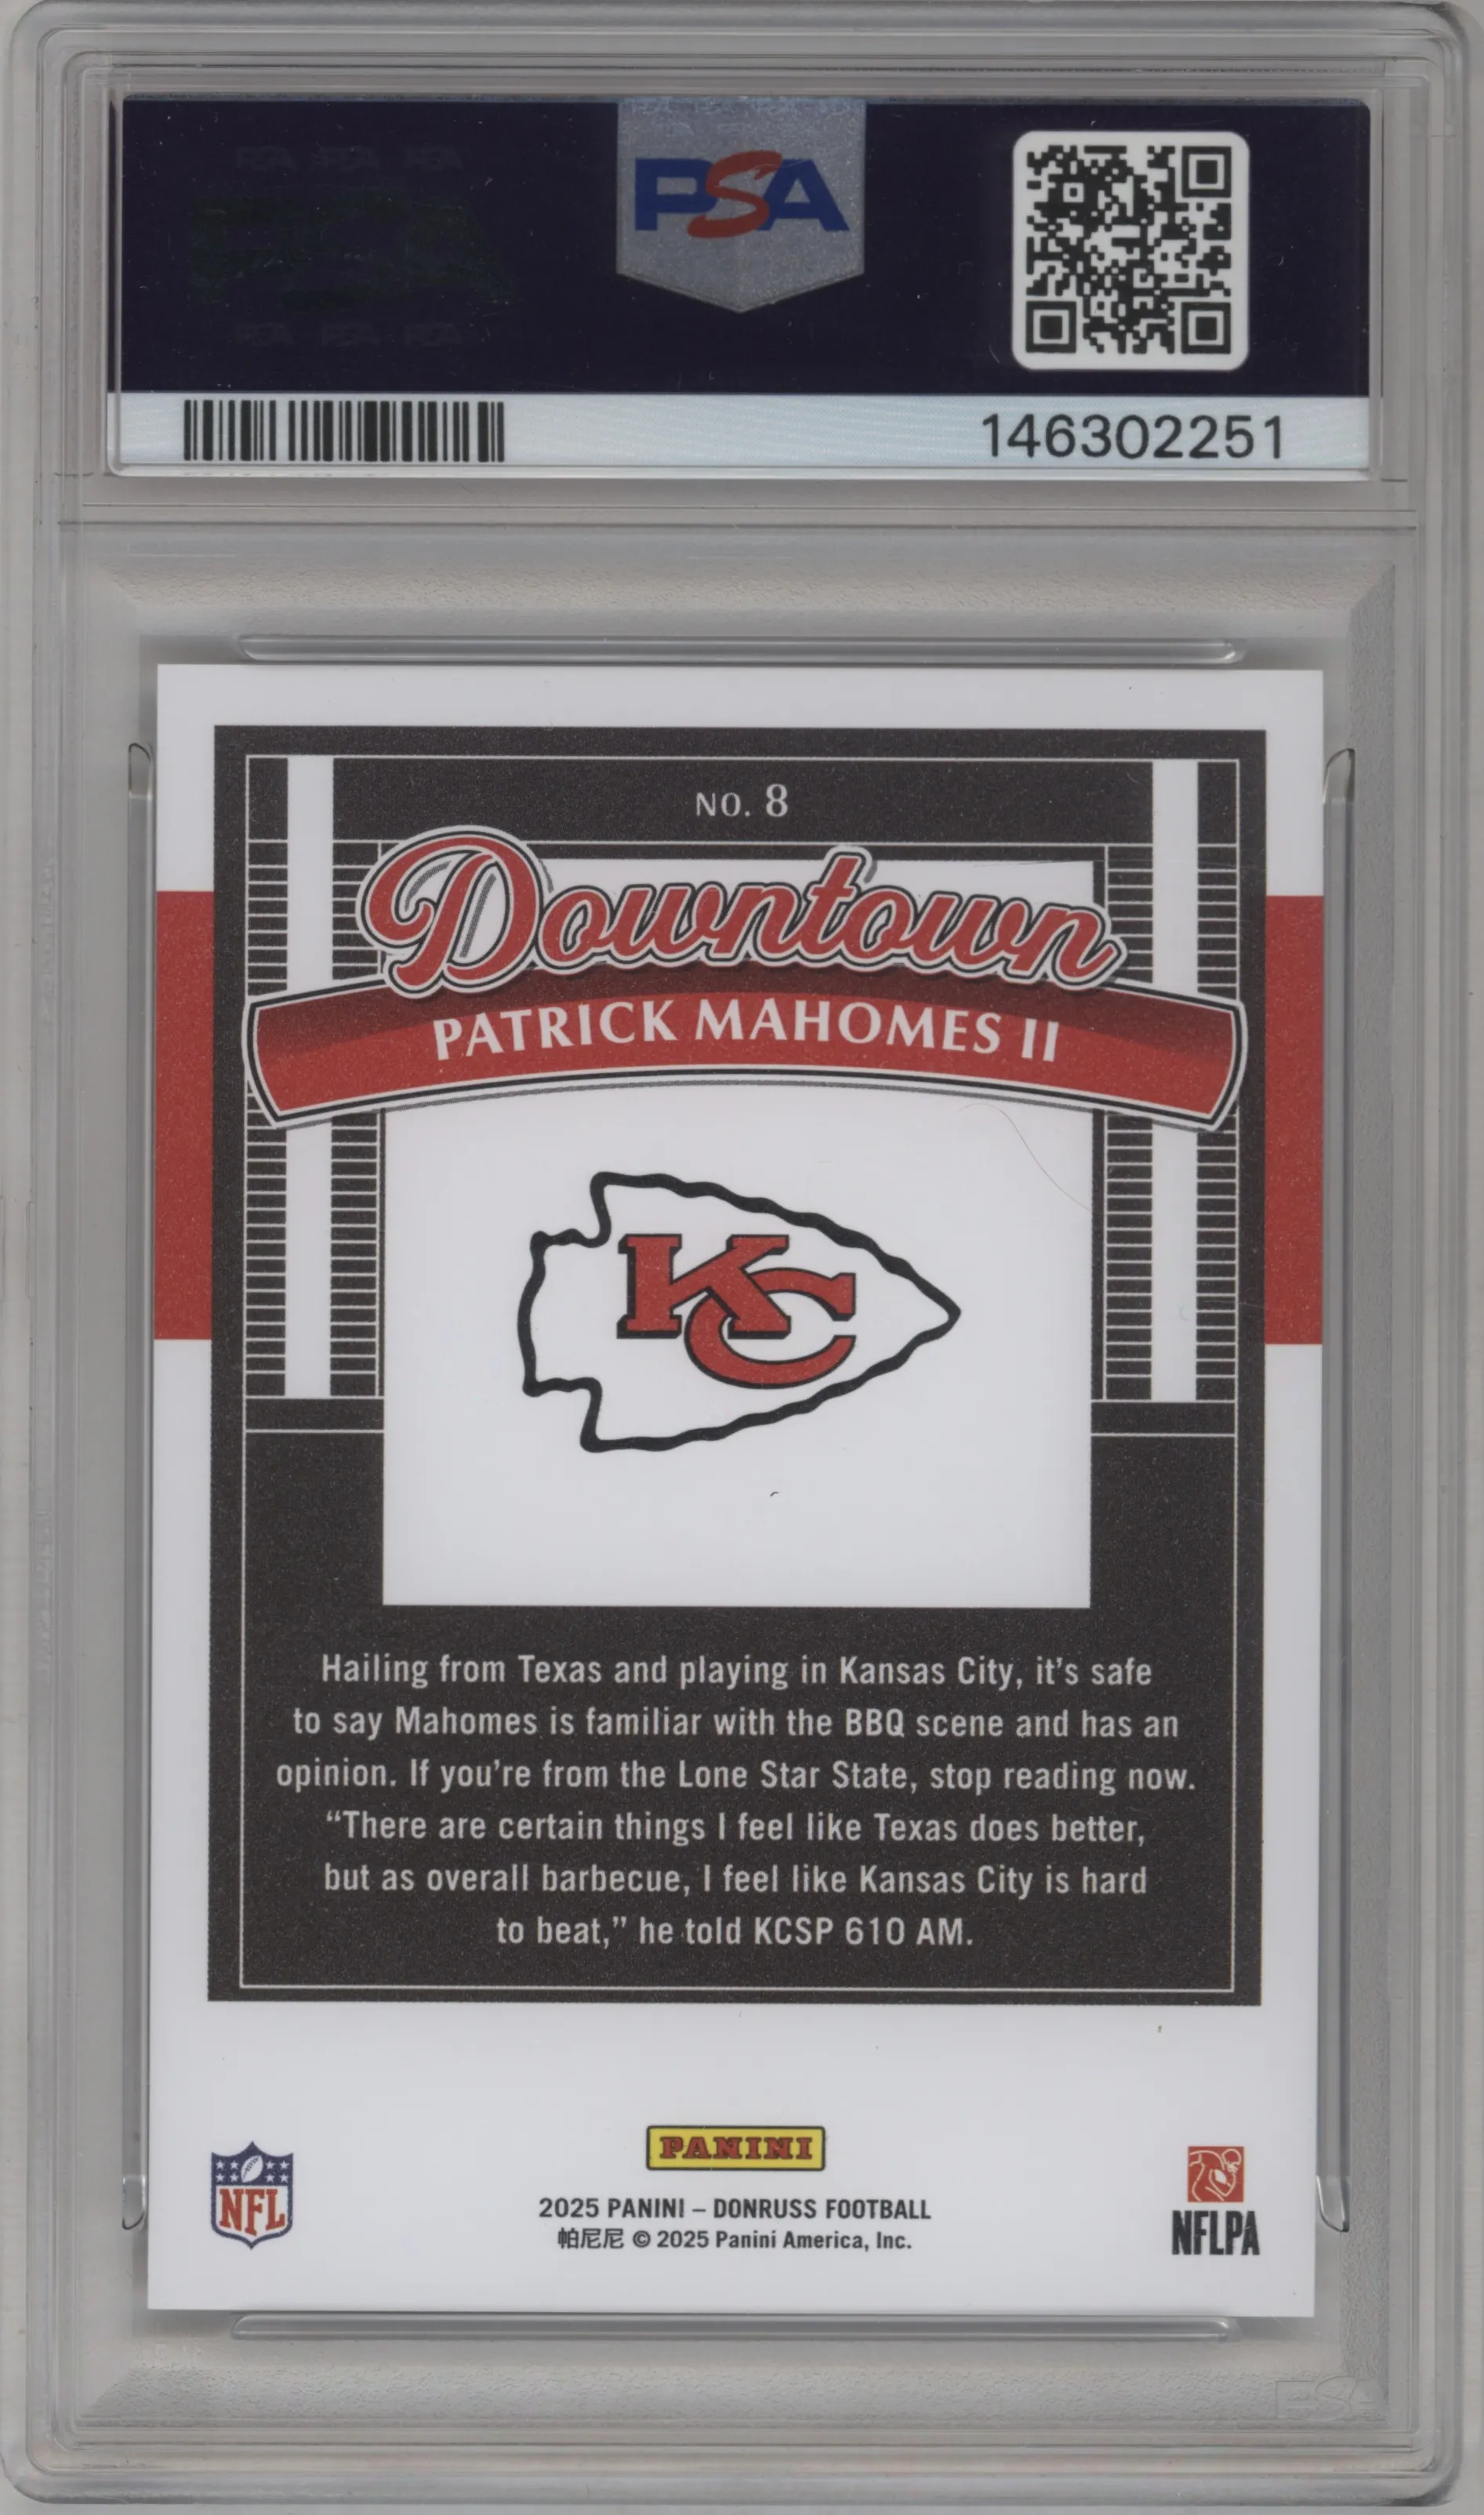 PSA
146302251
NO. 8
Downtown
PATRICK MAHOMES II
KC
Hailing from Texas and playing in Kansas City, it's safe
to say Mahomes is familiar with the BBQ scene and has an
opinion. If you're from the Lone Star State, stop reading now.
“There are certain things I feel like Texas does better,
but as overall barbecue, I feel like Kansas City is hard
to beat,” he told KCSP 610 AM.
PANINI
NFL
2025 PANINI – DONRUSS FOOTBALL
帕尼尼 © 2025 Panini America, Inc.
NFLPA